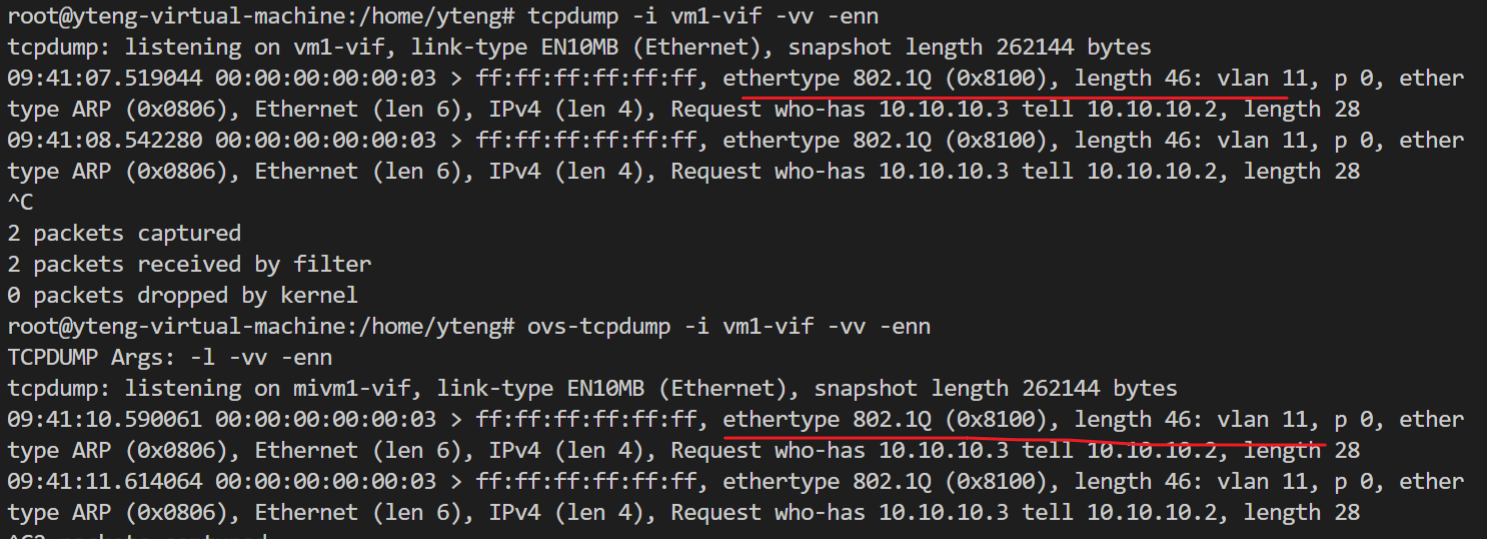 root@yteng-virtual-machine:/home/yteng# tcpdump -i vm1-vif -vv -enn
tcpdump: listening on vm1-vif, link-type EN10MB (Ethernet), snapshot length 262144 bytes
09:41:07.519044 00:00:00:00:00:03 > ff:ff:ff:ff:ff:ff, ethertype 802.1Q (0x8100), length 46: vlan 11, p 0, ether
type ARP (0x0806), Ethernet (len 6), IPv4 (len 4), Request who-has 10.10.10.3 tell 10.10.10.2, length 28
09:41:08.542280 00:00:00:00:00:03 > ff:ff:ff:ff:ff:ff, ethertype 802.1Q (0x8100), length 46: vlan 11, p 0, ether
type ARP (0x0806), Ethernet (len 6), IPv4 (len 4), Request who-has 10.10.10.3 tell 10.10.10.2, length 28
^C
2 packets captured
2 packets received by filter
0 packets dropped by kernel
root@yteng-virtual-machine:/home/yteng# ovs-tcpdump -i vm1-vif -vv -enn
TCPDUMP Args: -l -vv -enn
tcpdump: listening on mivm1-vif, link-type EN10MB (Ethernet), snapshot length 262144 bytes
09:41:10.590061 00:00:00:00:00:03 > ff:ff:ff:ff:ff:ff, ethertype 802.1Q (0x8100), length 46: vlan 11, p 0, ether
type ARP (0x0806), Ethernet (len 6), IPv4 (len 4), Request who-has 10.10.10.3 tell 10.10.10.2, length 28
09:41:11.614064 00:00:00:00:00:03 > ff:ff:ff:ff:ff:ff, ethertype 802.1Q (0x8100), length 46: vlan 11, p 0, ether
type ARP (0x0806), Ethernet (len 6), IPv4 (len 4), Request who-has 10.10.10.3 tell 10.10.10.2, length 28